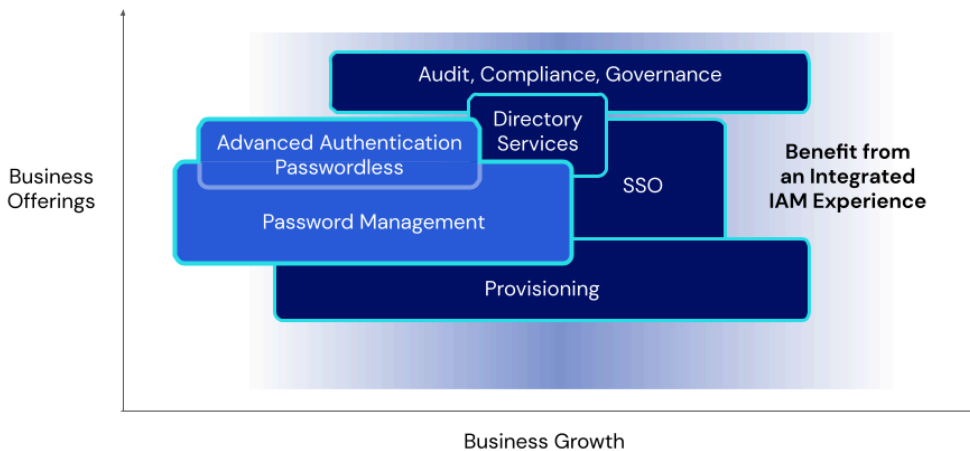 Audit, Compliance, Governance
Directory
Services
Advanced Authentication
Passwordless
Business
Offerings
SSO
Benefit from
an Integrated
IAM Experience
Password Management
Provisioning
Business Growth